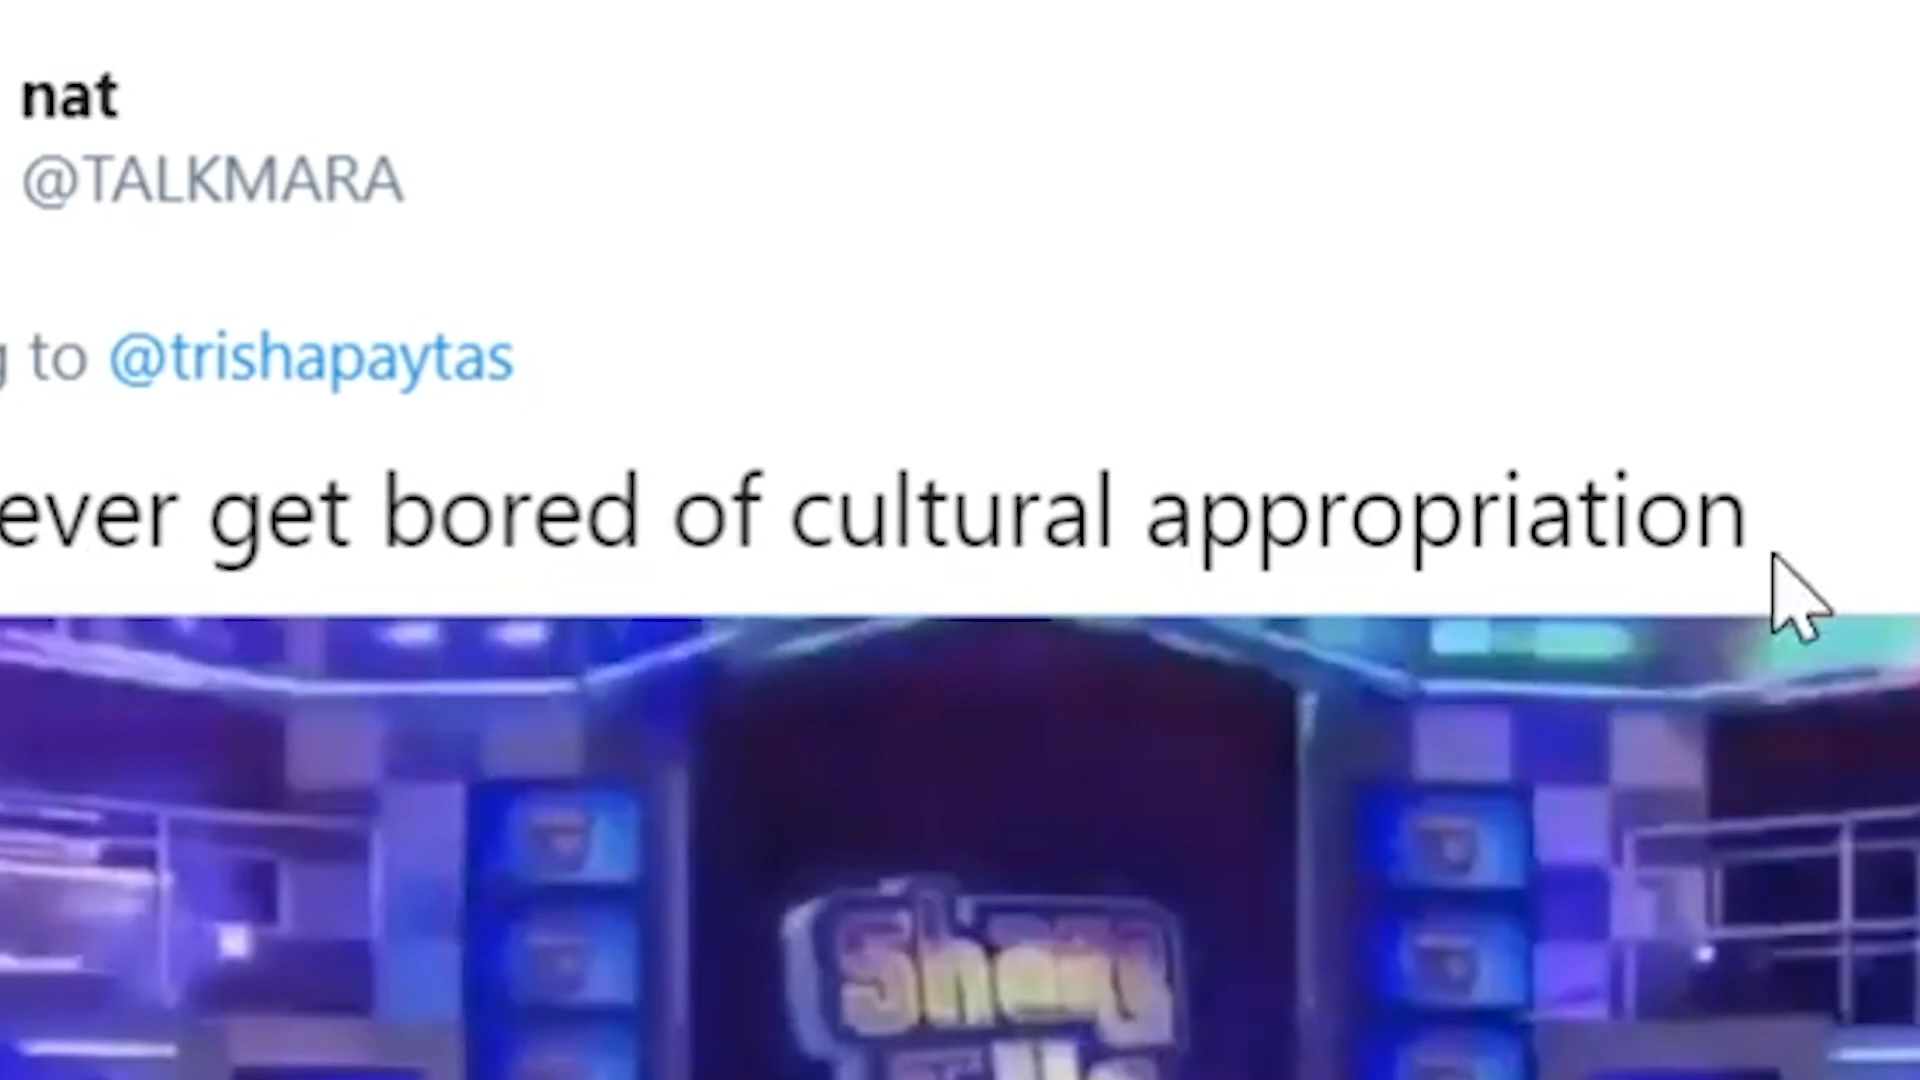 nat
@TALKMARA
g to @trishapaytas
ever get bored of cultural appropriation